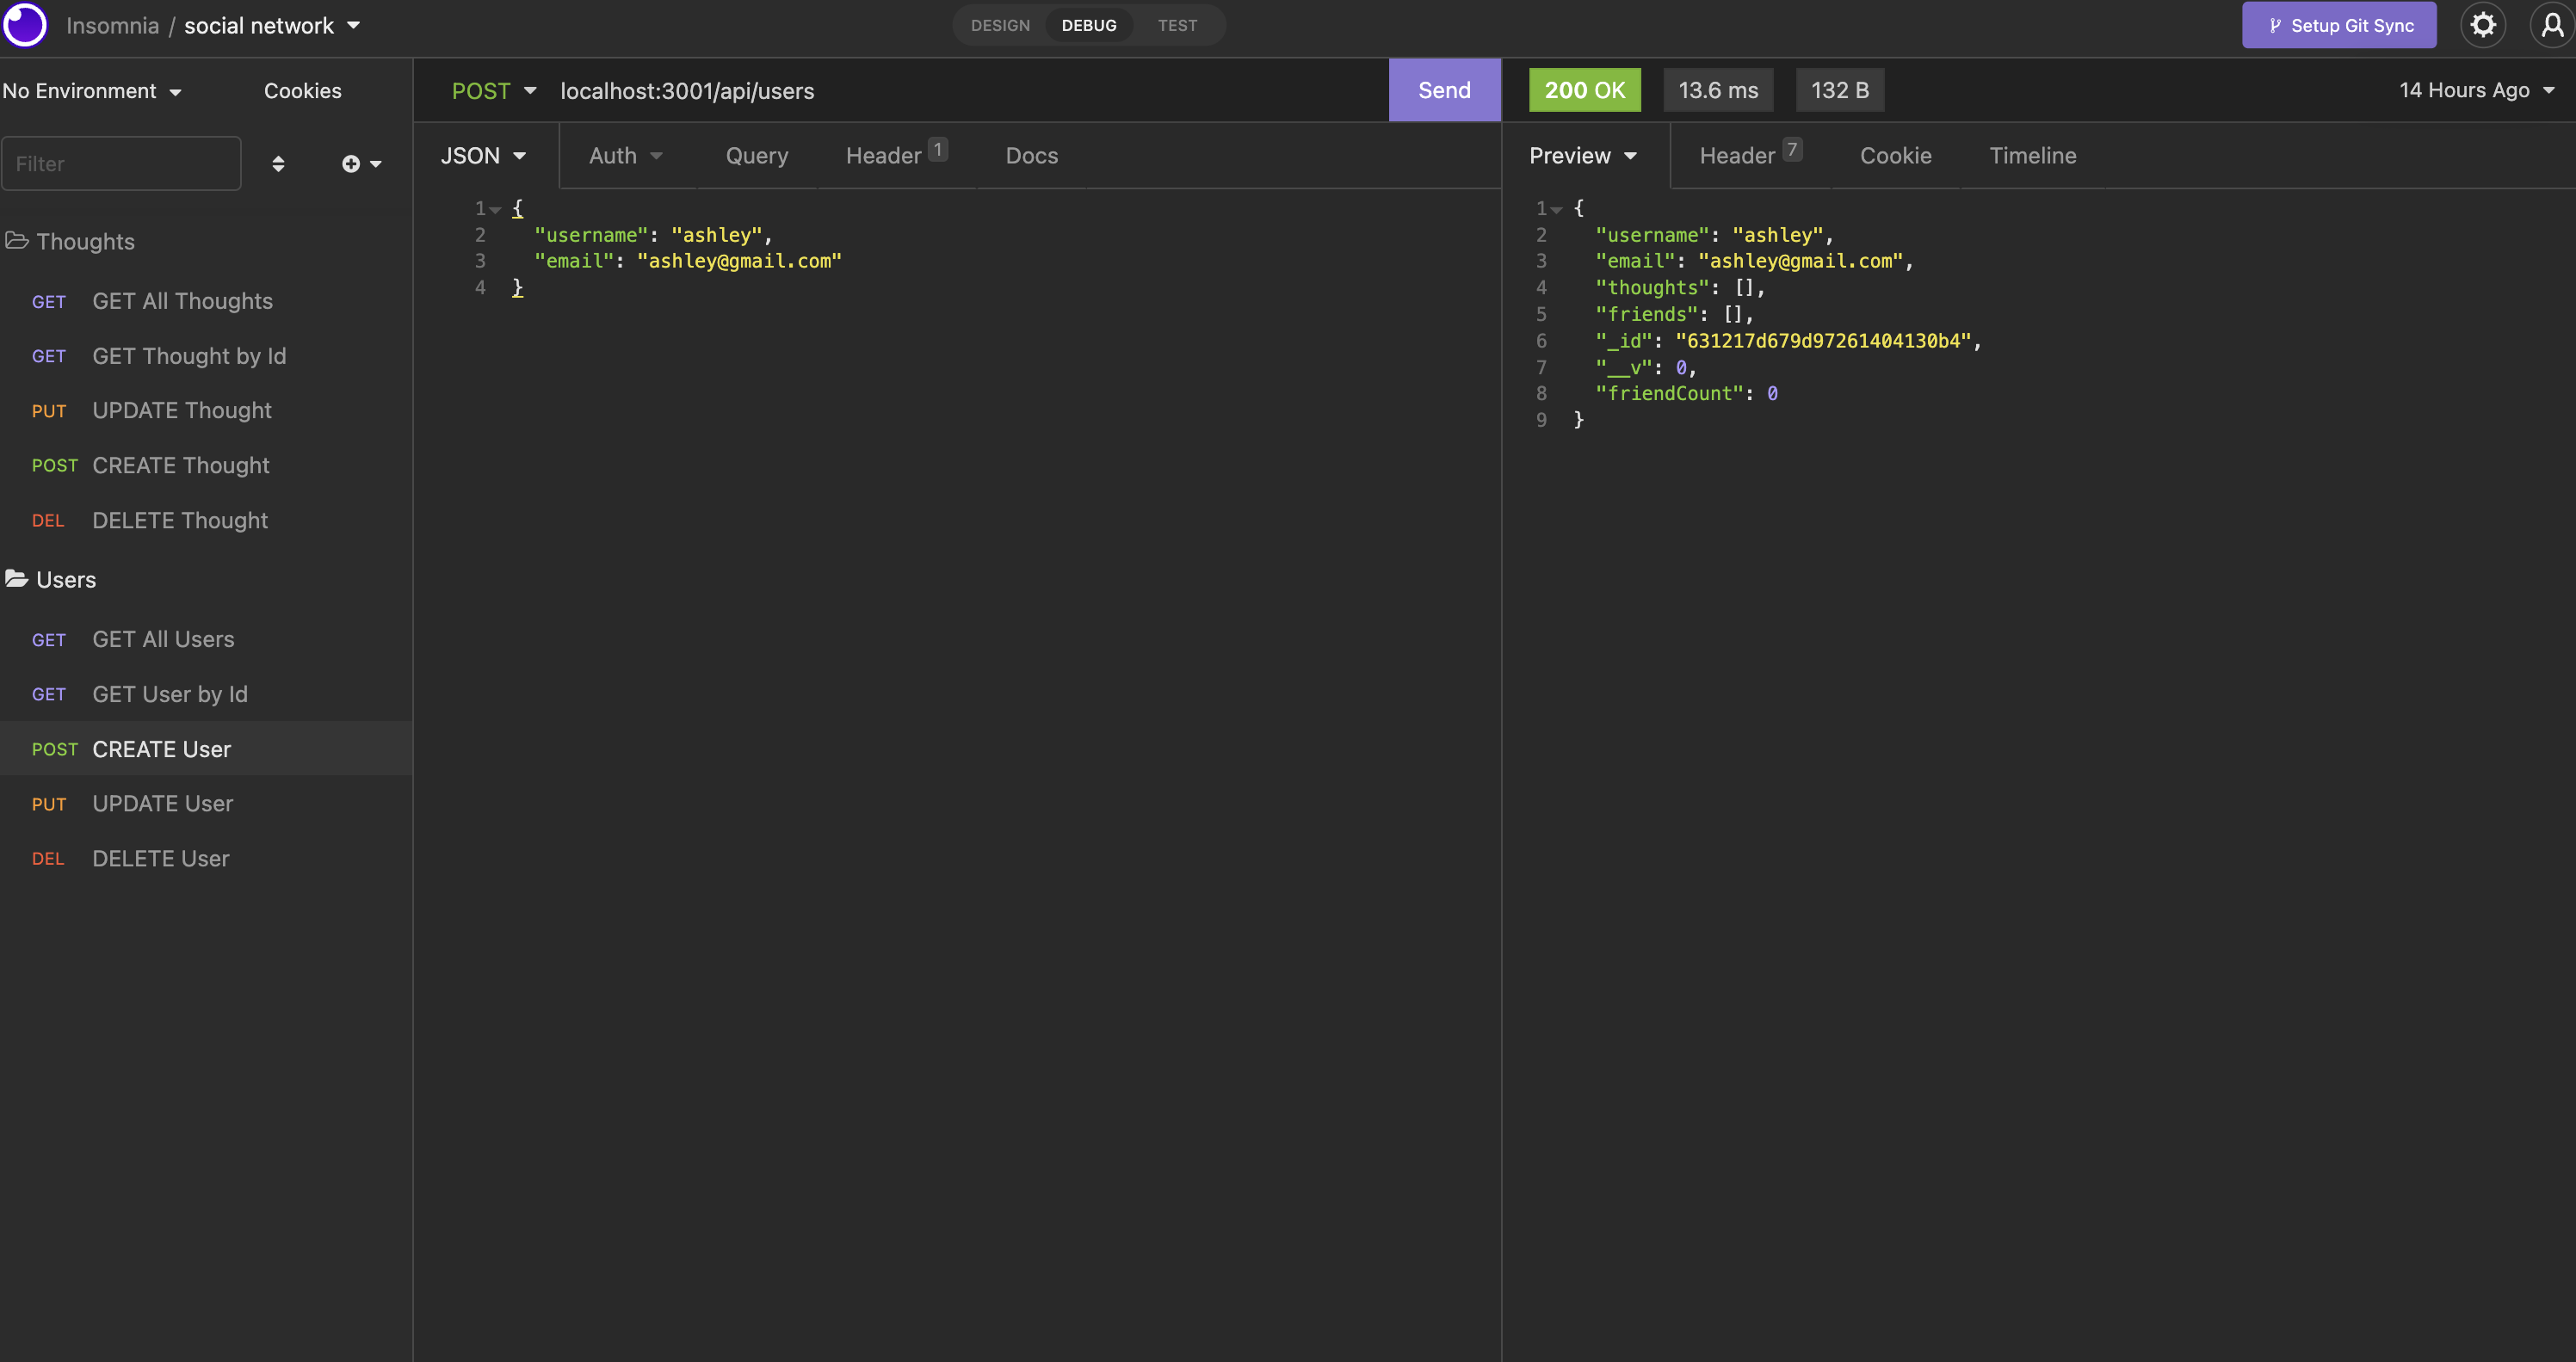 Insomnia / social network
DESIGN DEBUG TEST
Setup Git Sync
No Environment Cookies
POST localhost:3001/api/users Send
200 OK 13.6 ms 132 B 14 Hours Ago
Filter
JSON Auth Query Header 1 Docs
Preview Header 7 Cookie Timeline
Thoughts
GET GET All Thoughts
GET GET Thought by Id
PUT UPDATE Thought
POST CREATE Thought
DEL DELETE Thought
Users
GET GET All Users
GET GET User by Id
POST CREATE User
PUT UPDATE User
DEL DELETE User
1 {
2 "username": "ashley",
3 "email": "ashley@gmail.com"
4 }
1 {
2 "username": "ashley",
3 "email": "ashley@gmail.com",
4 "thoughts": [],
5 "friends": [],
6 "_id": "631217d679d97261404130b4",
7 "__v": 0,
8 "friendCount": 0
9 }